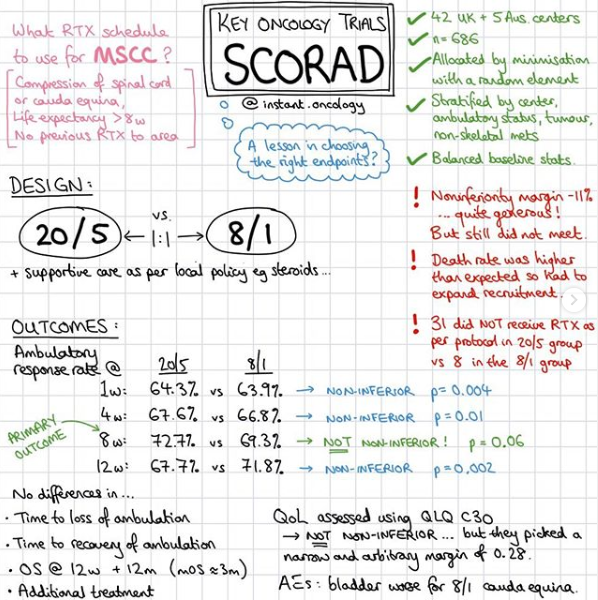 What RTX schedule
to use for MSCC?
Compression of spinal cord
or cauda equina,
Life expectancy >8w
No previous RTX to area
KEY ONCOLOGY TRIALS
SCORAD
@instant.oncology
A lesson in choosing
the right endpoints?
✓ 42 UK + 5 Aus. centers
✓ n = 686
✓ Allocated by minimisation
with a random element
✓ Stratified by center,
ambulatory status, tumour,
non-skeletal mets
✓ Balanced baseline stats.
! Noninferiority margin -11%
... quite generous!
But still did not meet.
! Death rate was higher
than expected so had to
expand recruitment.
! 31 did NOT receive RTX as
per protocol in 20/5 group
vs 8 in the 8/1 group
DESIGN:
20/5 ← vs. 1:1 → 8/1
+ supportive care as per local policy eg steroids...
OUTCOMES:
Ambulatory
response rate @ 20/5 8/1
1w: 64.3% vs 63.9% → NON-INFERIOR p = 0.004
4w: 67.6% vs 66.8% → NON-INFERIOR p = 0.01
PRIMARY
OUTCOME
8w: 72.7% vs 69.3% → NOT NON-INFERIOR! p = 0.06
12w: 67.7% vs 71.8% → NON-INFERIOR p = 0.002
No differences in...
• Time to loss of ambulation
• Time to recovery of ambulation
• OS @ 12w + 12m (mOS ≈ 3m)
• Additional treatment
QoL assessed using QLQ C30
→ NOT NON-INFERIOR... but they picked a
narrow and arbitrary margin of 0.28.
AEs: bladder worse for 8/1 cauda equina.